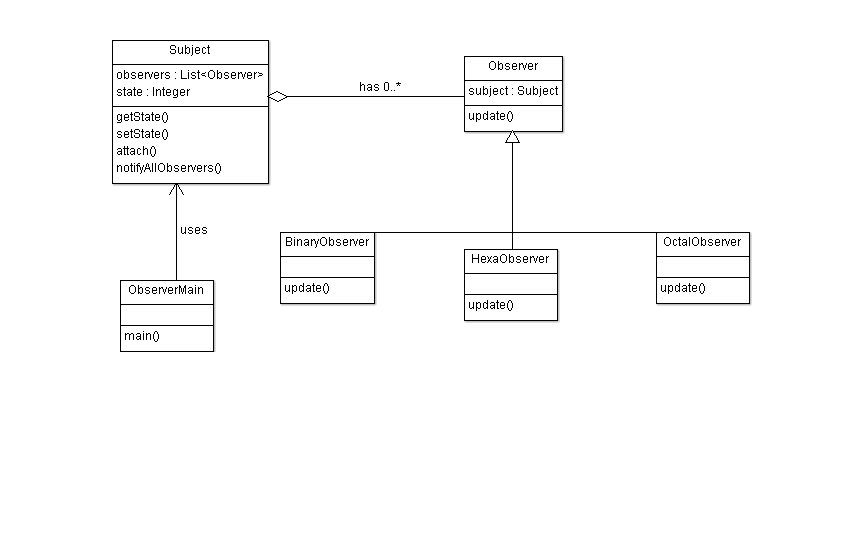 Subject
observers : List<Observer>
state : Integer
getState()
setState()
attach()
notifyAllObservers()
has 0..*
Observer
subject : Subject
update()
uses
BinaryObserver
update()
HexaObserver
update()
OctalObserver
update()
ObserverMain
main()